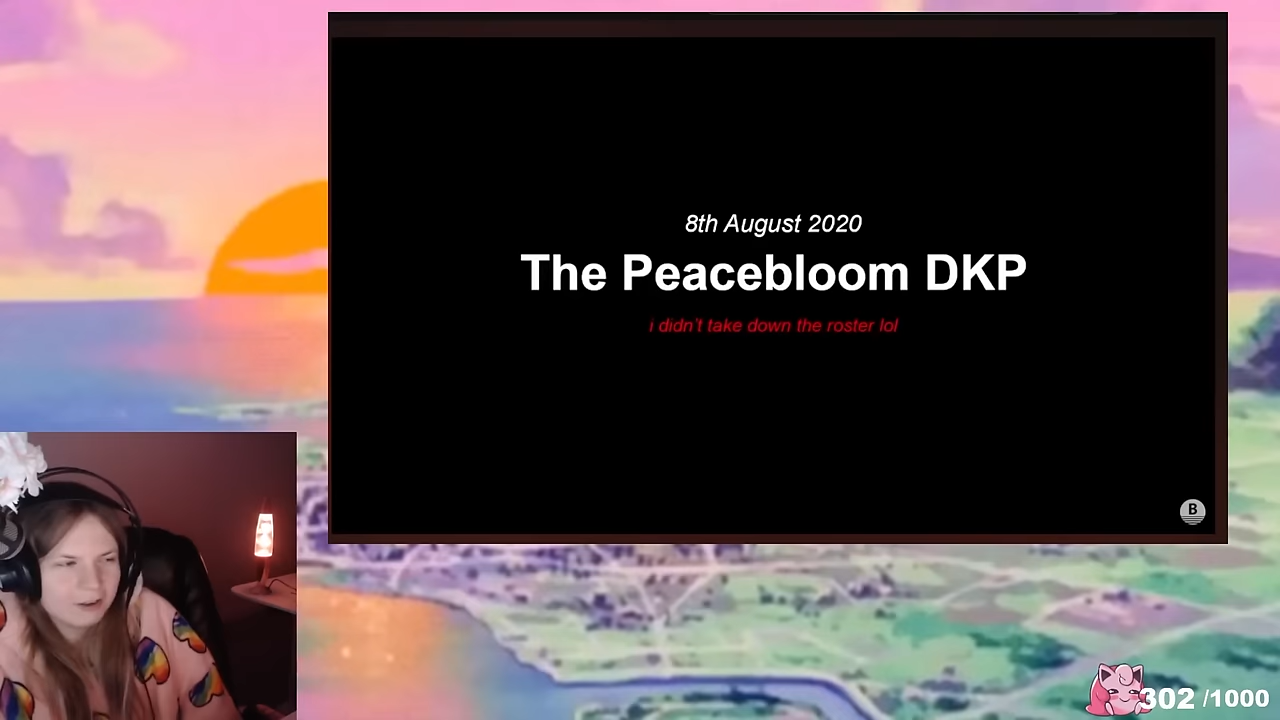 8th August 2020
The Peacebloom DKP
i didn't take down the roster lol
B
302 /1000